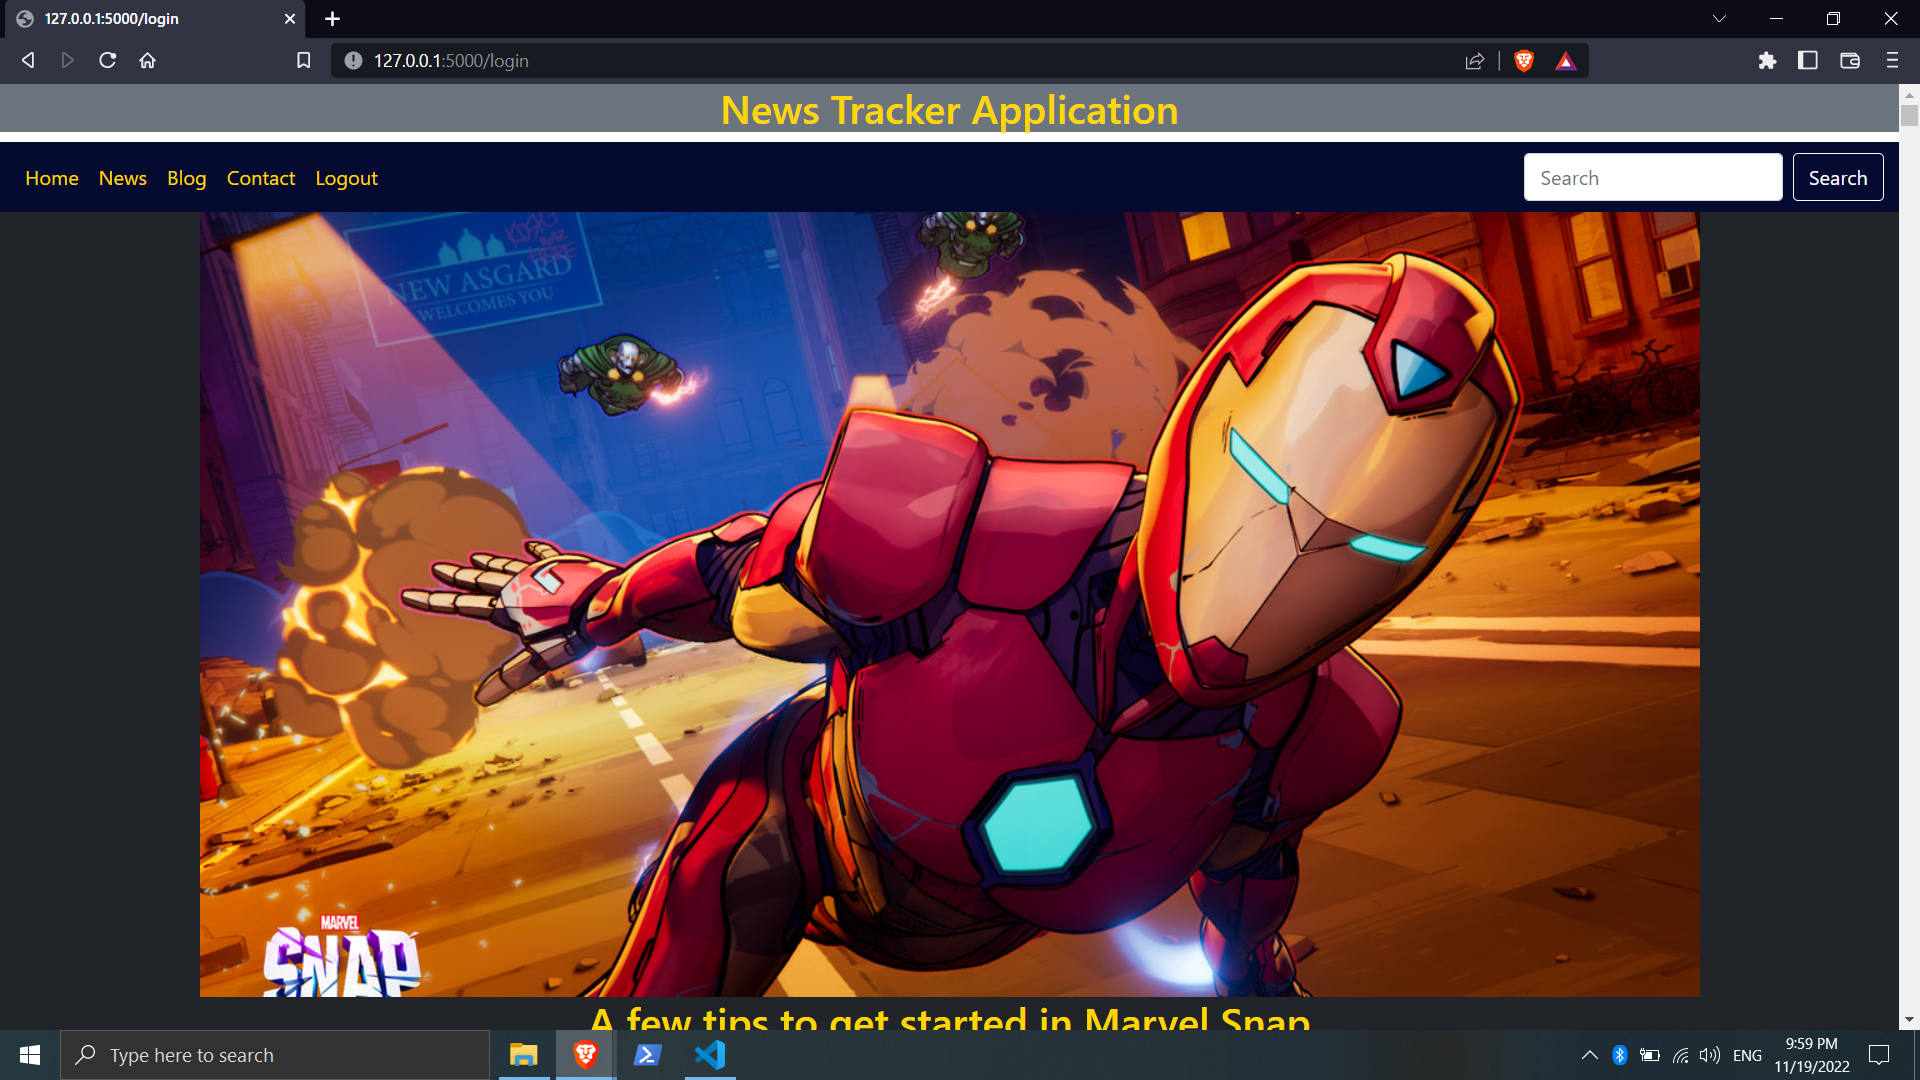 127.0.0.1:5000/login
127.0.0.1:5000/login
News Tracker Application
Home News Blog Contact Logout Search Search
NEW ASGARD
WELCOMES YOU
MARVEL
SNAP
A few tips to get started in Marvel Snap
Type here to search
ENG
9:59 PM
11/19/2022